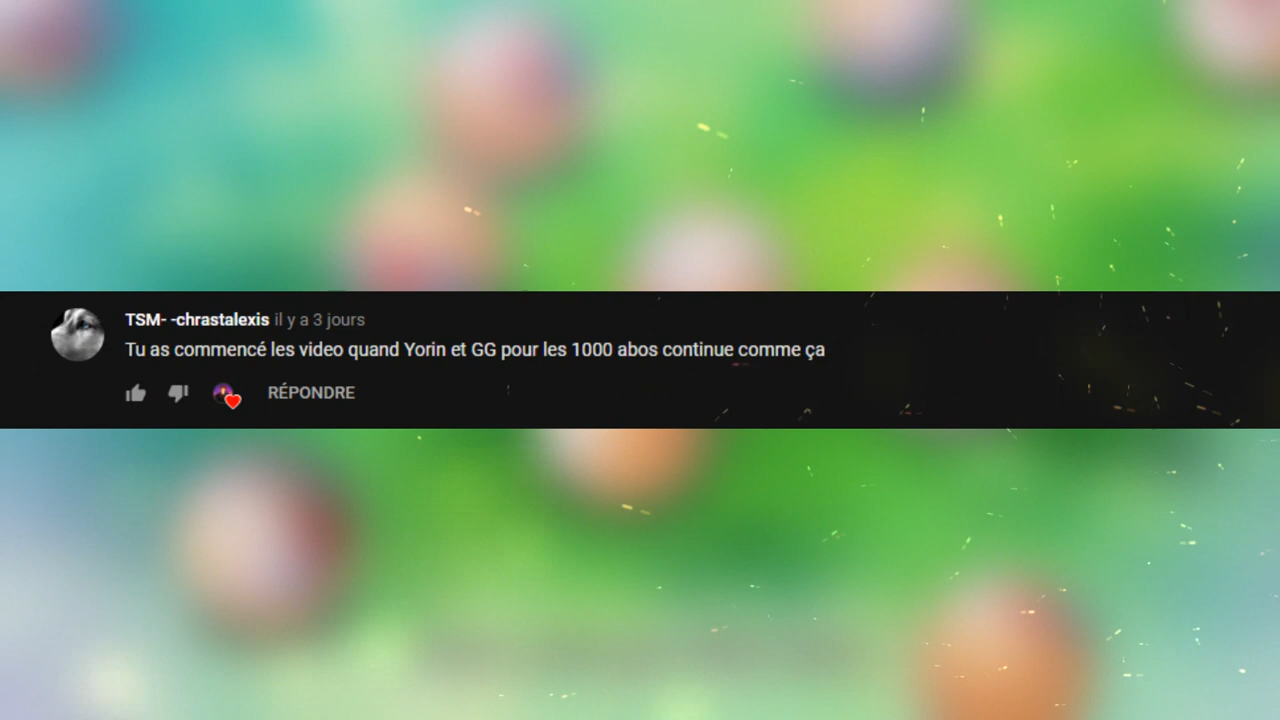 TSM- -chrastalexis il y a 3 jours
Tu as commencé les video quand Yorin et GG pour les 1000 abos continue comme ça
RÉPONDRE